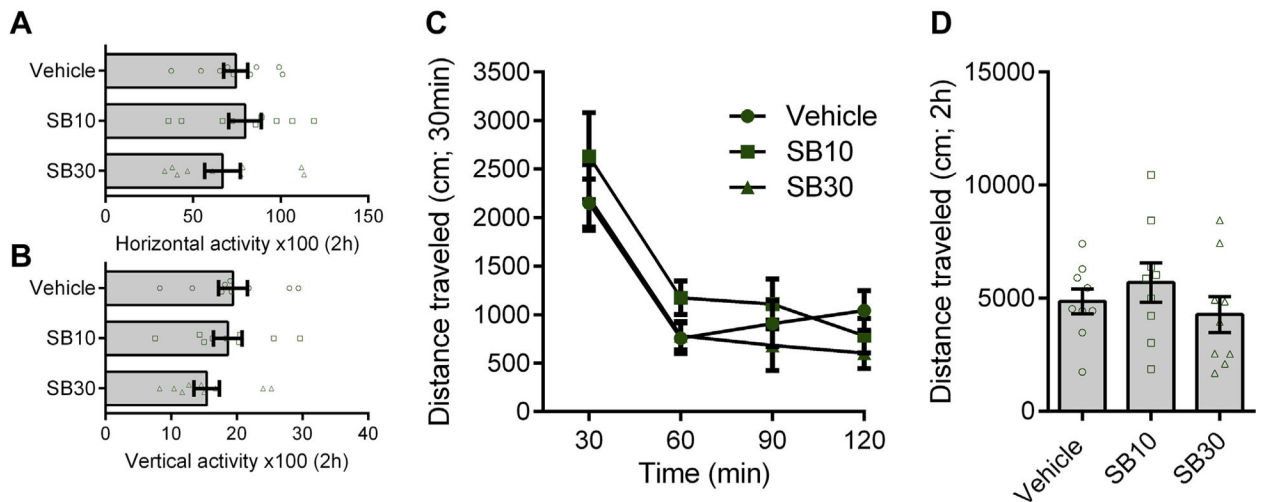 A
Vehicle
SB10
SB30
0 50 100 150
Horizontal activity x100 (2h)
B
Vehicle
SB10
SB30
0 10 20 30 40
Vertical activity x100 (2h)
C
Distance traveled (cm; 30min)
3500
3000
2500
2000
1500
1000
500
0
30 60 90 120
Time (min)
Vehicle
SB10
SB30
D
Distance traveled (cm; 2h)
15000
10000
5000
0
Vehicle
SB10
SB30